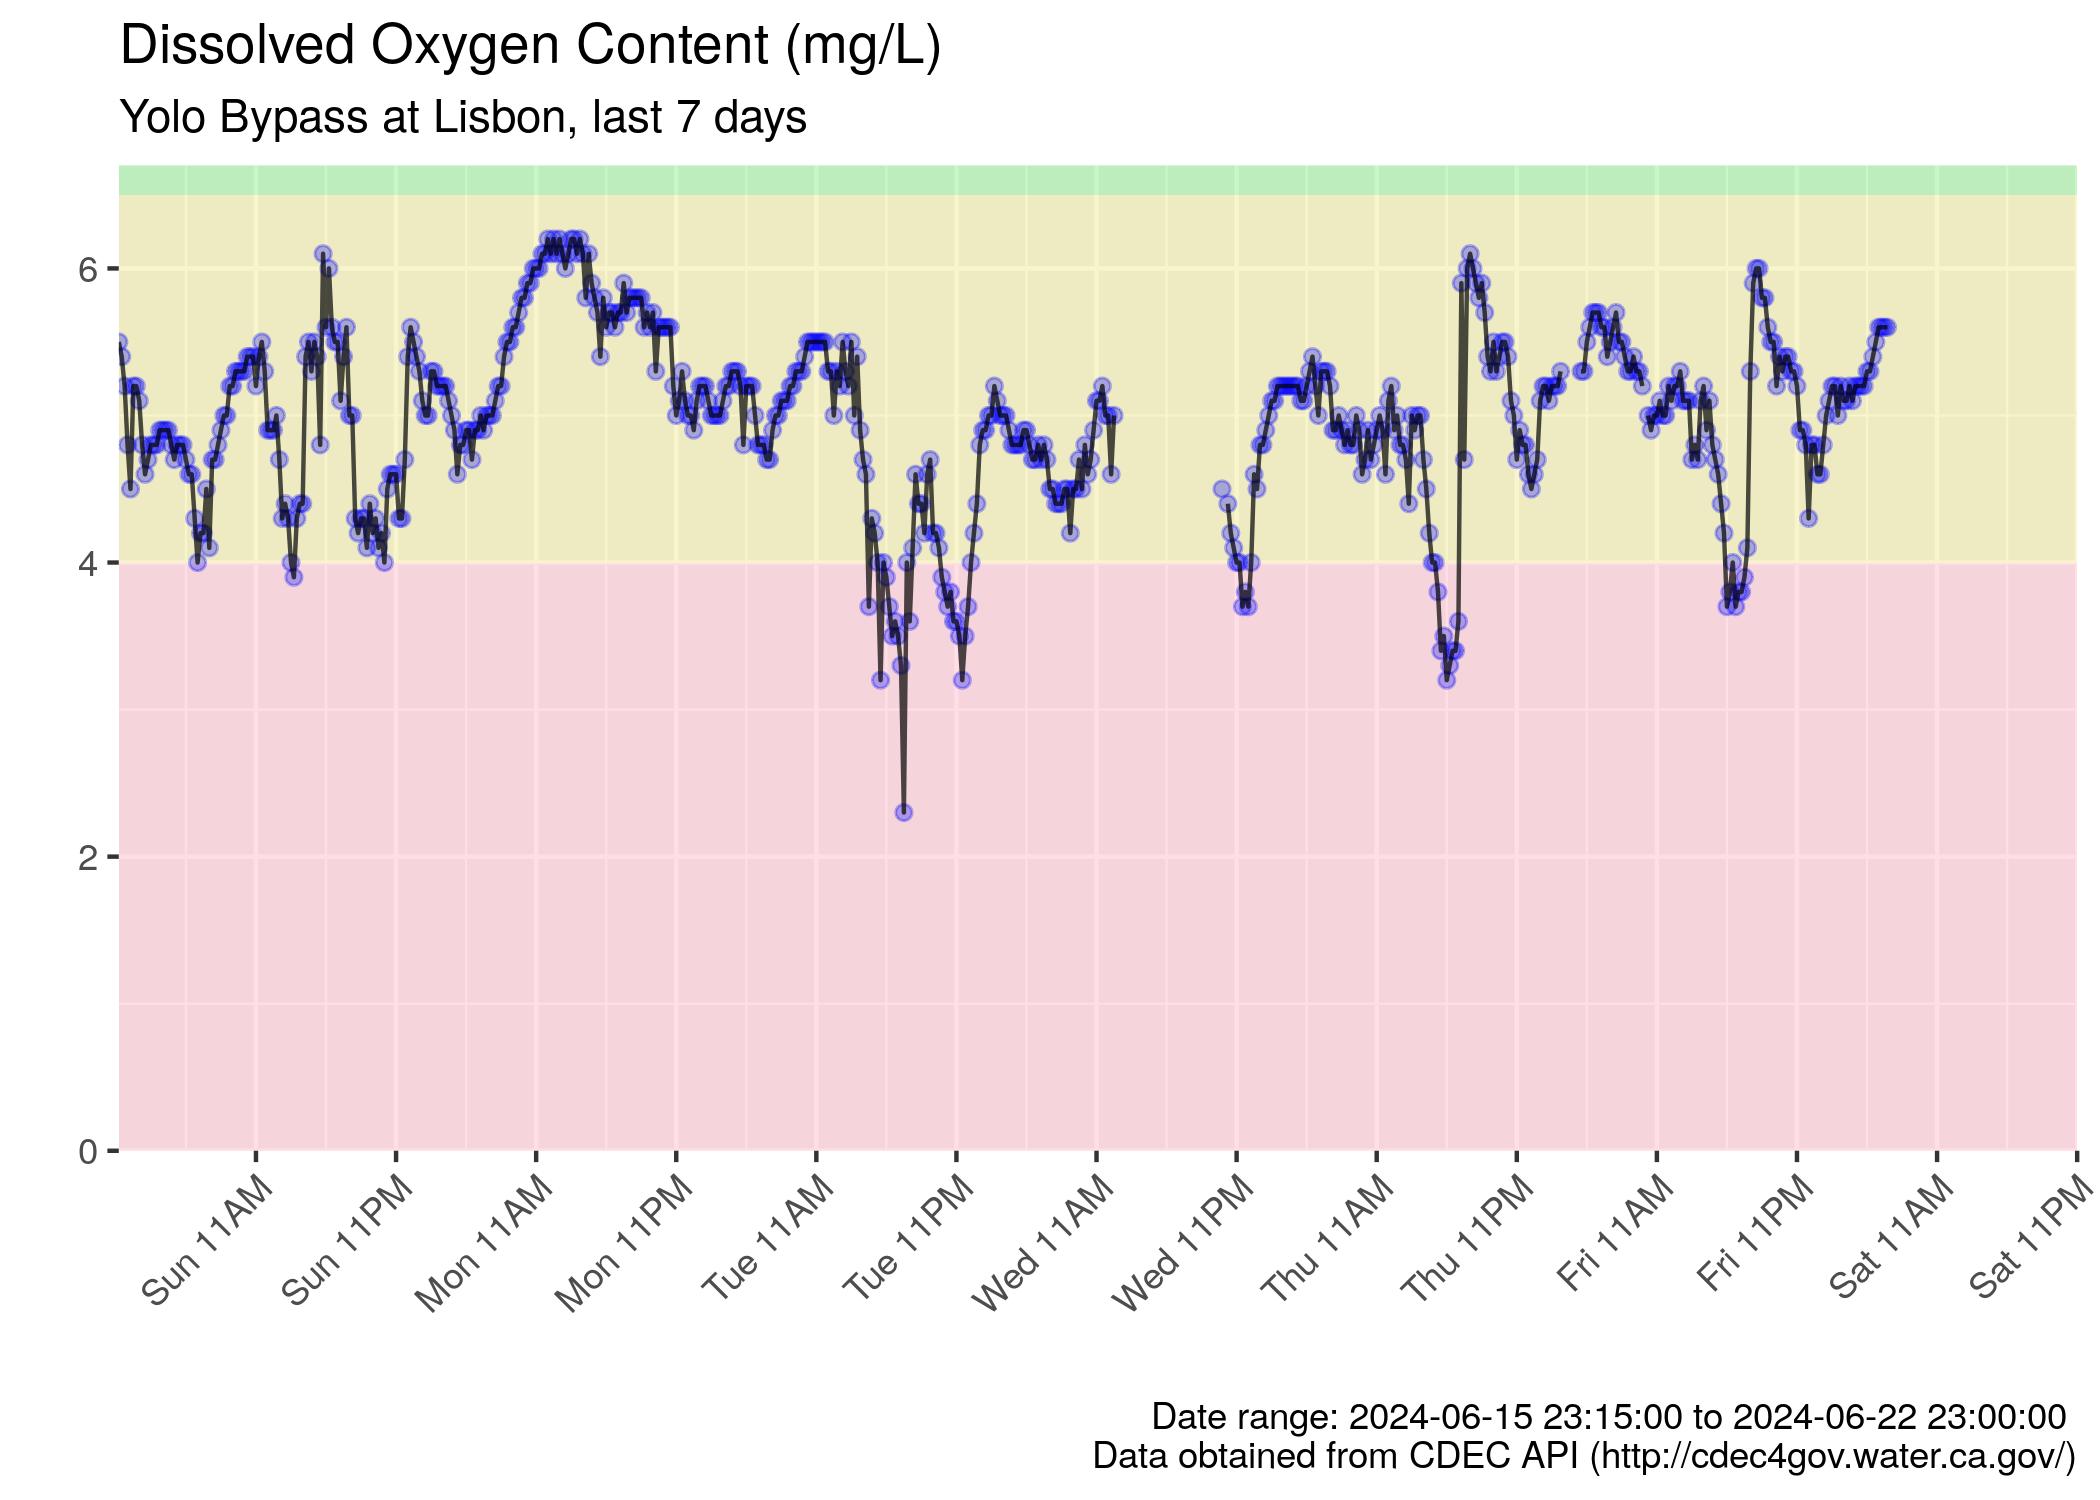 Dissolved Oxygen Content (mg/L)
Yolo Bypass at Lisbon, last 7 days
6
4
2
0
Sun 11AM
Sun 11PM
Mon 11AM
Mon 11PM
Tue 11AM
Tue 11PM
Wed 11AM
Wed 11PM
Thu 11AM
Thu 11PM
Fri 11AM
Fri 11PM
Sat 11AM
Sat 11PM
Date range: 2024-06-15 23:15:00 to 2024-06-22 23:00:00
Data obtained from CDEC API (http://cdec4gov.water.ca.gov/)